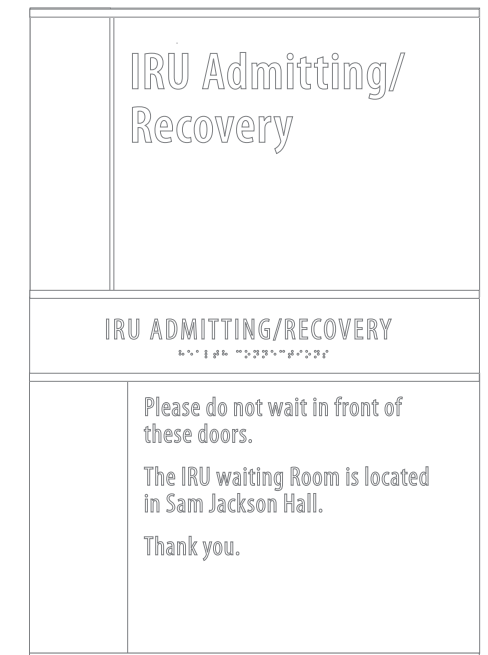 IRU Admitting/
Recovery
IRU ADMITTING/RECOVERY
Please do not wait in front of
these doors.
The IRU waiting Room is located
in Sam Jackson Hall.
Thank you.